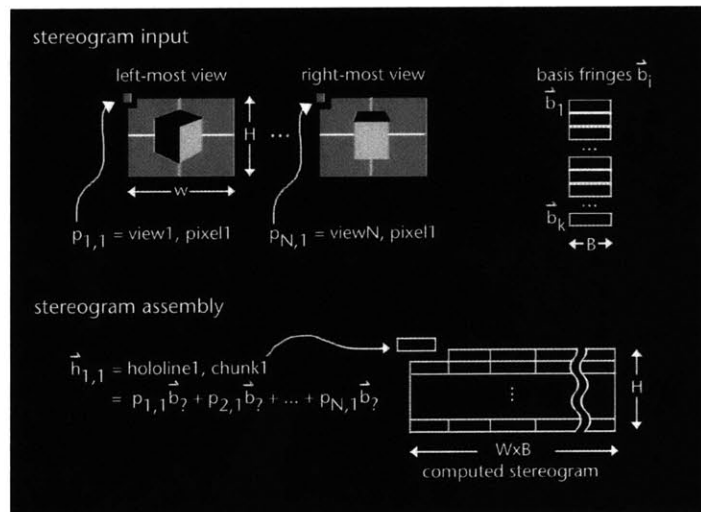 stereogram input
left-most view
right-most view
basis fringes b⃗i
b⃗1
H
...
...
W
...
b⃗k
p1,1 = view1, pixel1
pN,1 = viewN, pixel1
B
stereogram assembly
h⃗1,1 = hololine1, chunk1
= p1,1b⃗? + p2,1b⃗? + ... + pN,1b⃗?
⋮
H
WxB
computed stereogram